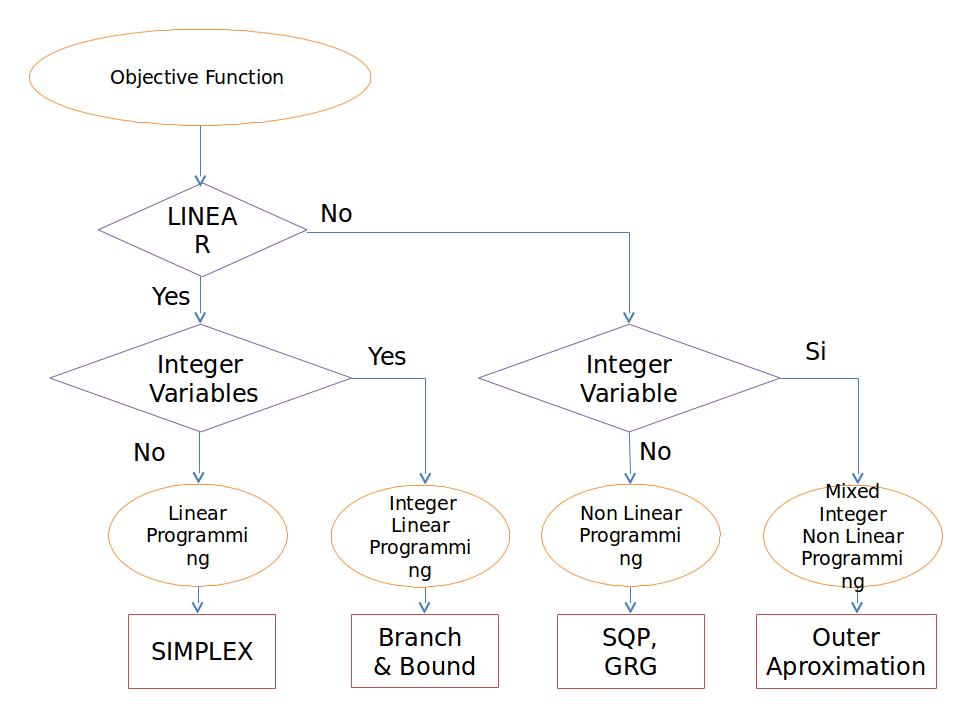 Objective Function
LINEA
R
No
Yes
Integer
Variables
Yes
Integer
Variable
Si
No
No
Linear
Programmi
ng
Integer
Linear
Programmi
ng
Non Linear
Programmi
ng
Mixed
Integer
Non Linear
Programmi
ng
SIMPLEX
Branch
& Bound
SQP,
GRG
Outer
Aproximation